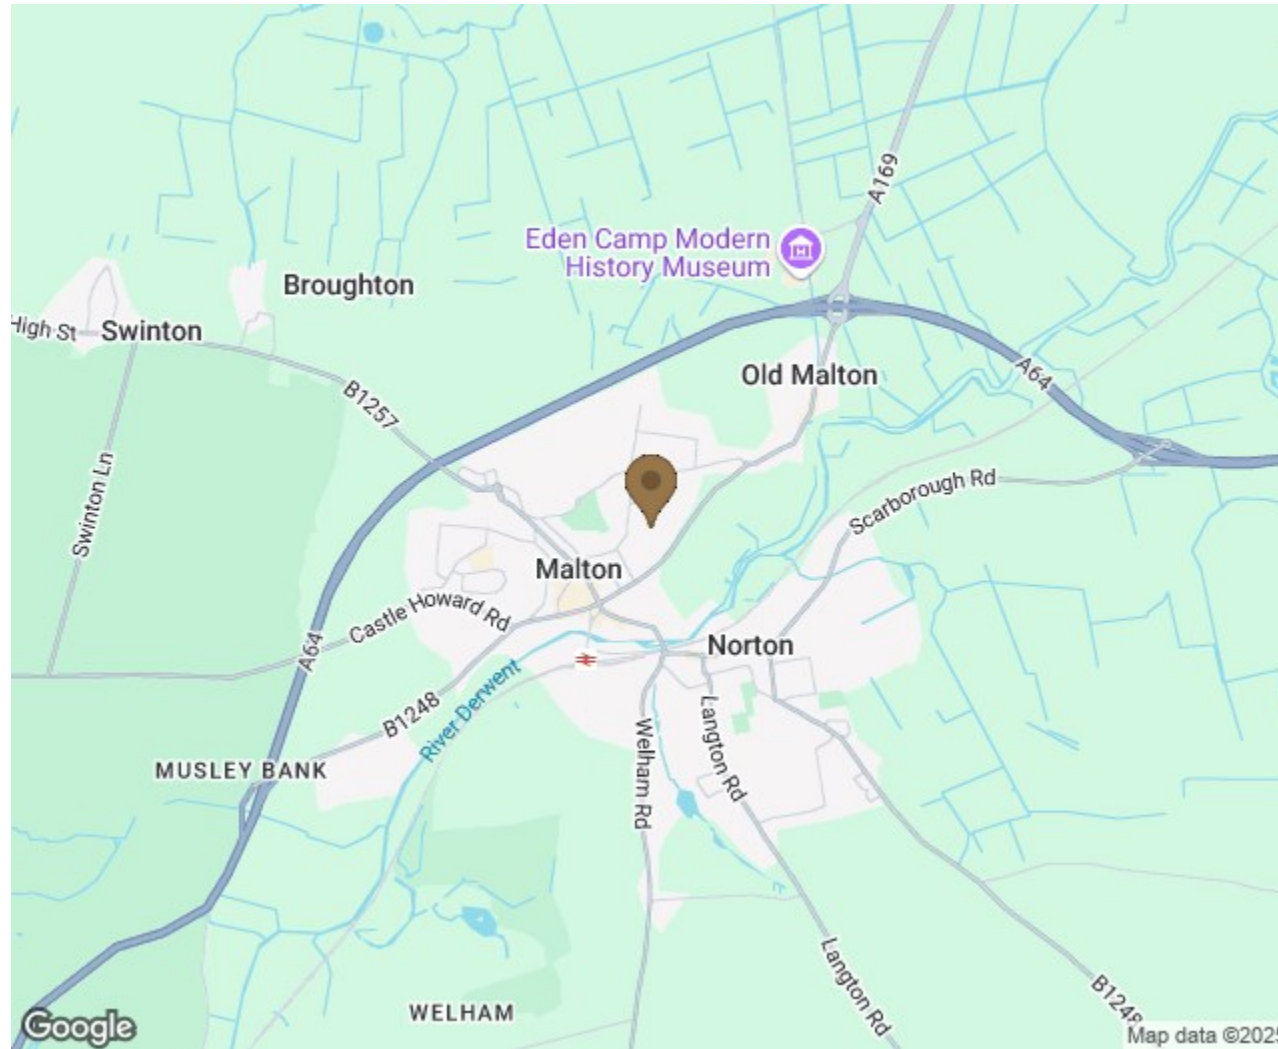 A169
Eden Camp Modern
History Museum
Broughton
High St
Swinton
Old Malton
A64
B1257
Swinton Ln
Scarborough Rd
Malton
Castle Howard Rd
A64
Norton
River Derwent
B1248
Welham Rd
Langton Rd
MUSLEY BANK
Langton Rd
B1248
WELHAM
Google
Map data ©2025